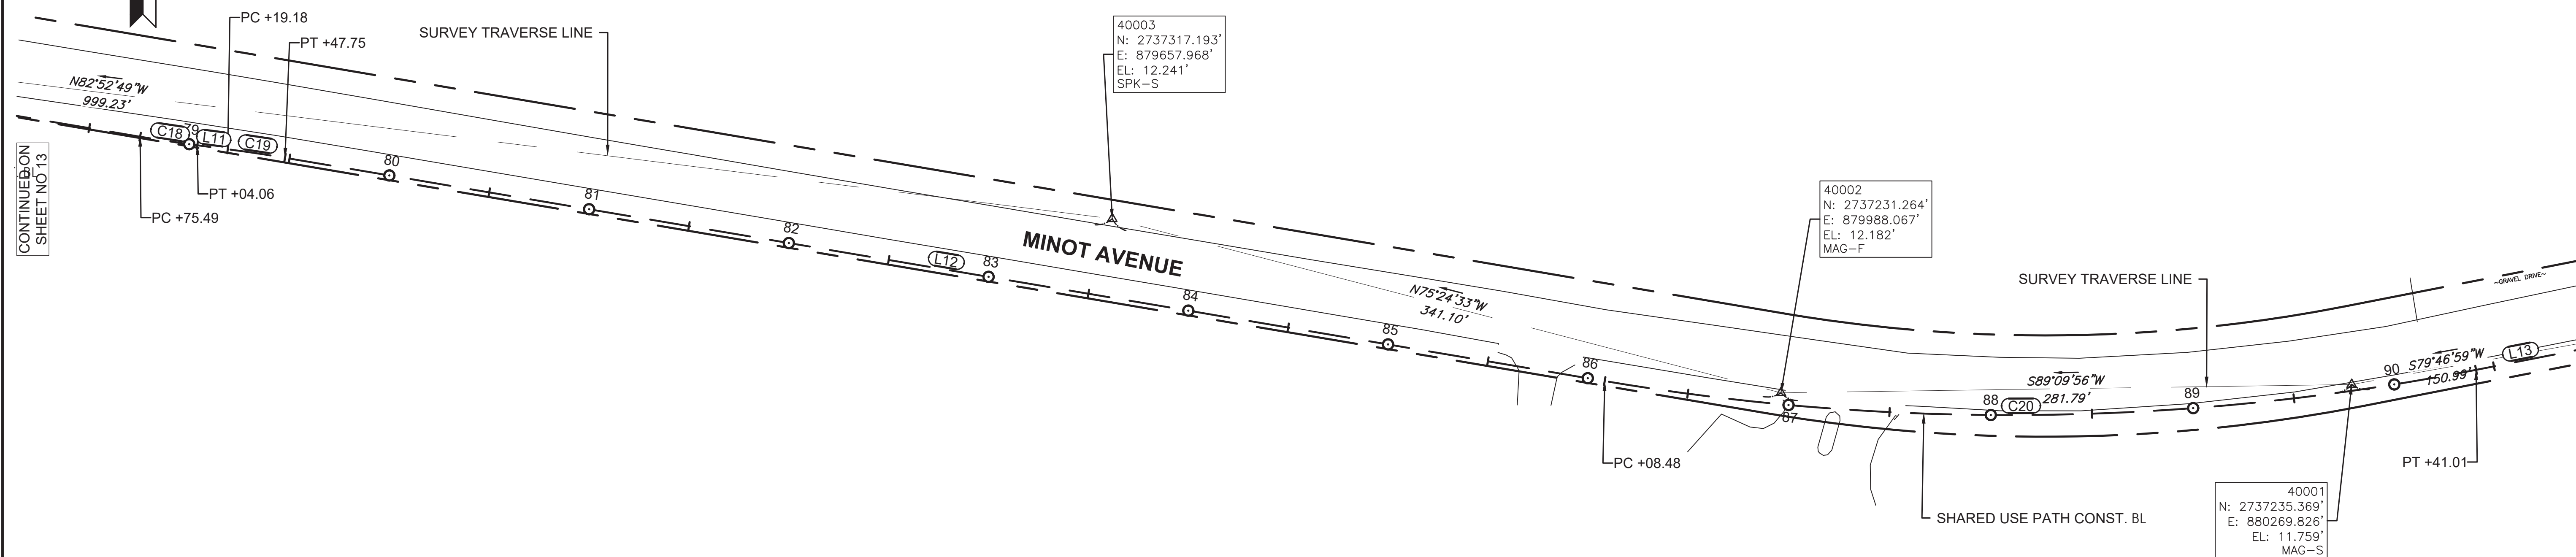 PC +19.18
PT +47.75
SURVEY TRAVERSE LINE
40003
N: 2737317.193'
E: 879657.968'
EL: 12.241'
SPK-S
N82°52'49"W
999.23'
C18
79
L11
C19
CONTINUED ON
SHEET NO 13
BL
PT +04.06
PC +75.49
80
81
82
L12
83
MINOT AVENUE
84
N75°24'33"W
341.10'
85
86
PC +08.48
40002
N: 2737231.264'
E: 879988.067'
EL: 12.182'
MAG-F
87
SURVEY TRAVERSE LINE
~GRAVEL DRIVE~
S89°09'56"W
281.79'
88
C20
89
90
S79°46'59"W
150.99'
L13
PT +41.01
SHARED USE PATH CONST. BL
40001
N: 2737235.369'
E: 880269.826'
EL: 11.759'
MAG-S